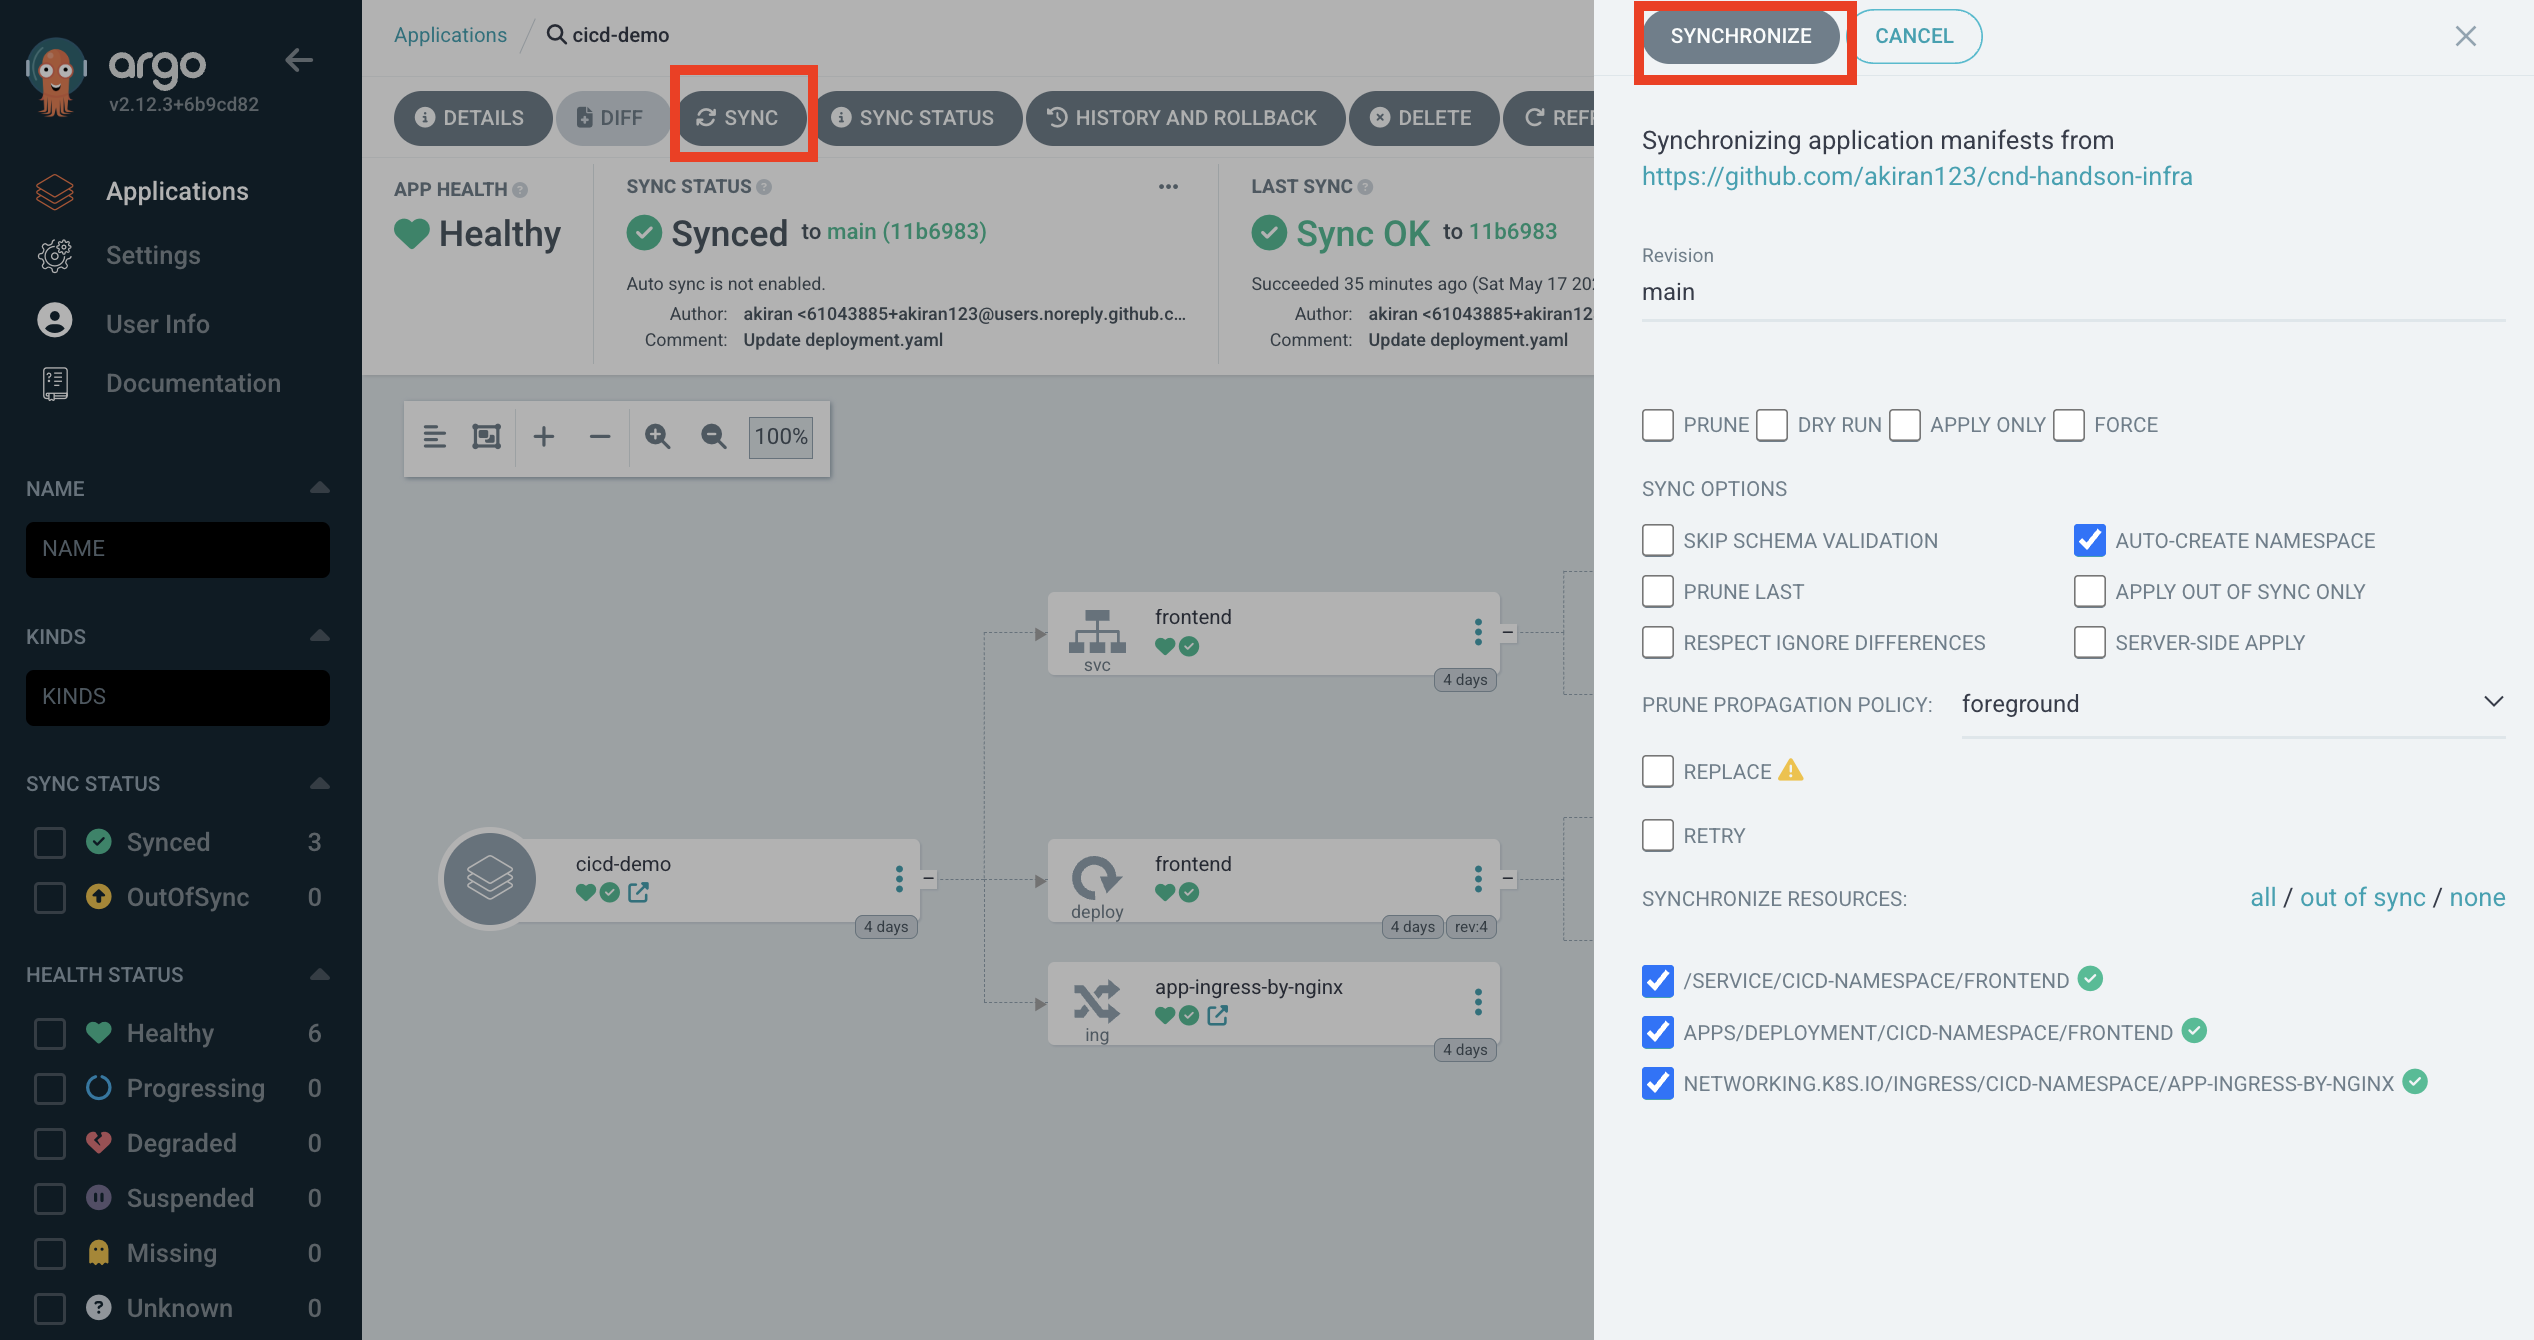 argo
v2.12.3+6b9cd82
Applications
Settings
User Info
Documentation
NAME
NAME
KINDS
KINDS
SYNC STATUS
Synced 3
OutOfSync 0
HEALTH STATUS
Healthy 6
Progressing 0
Degraded 0
Suspended 0
Missing 0
Unknown 0
Applications / cicd-demo
DETAILS DIFF SYNC SYNC STATUS HISTORY AND ROLLBACK DELETE
APP HEALTH
Healthy
SYNC STATUS
Synced to main (11b6983)
Auto sync is not enabled.
Author: akiran <61043885+akiran123@users.noreply.github.c...
Comment: Update deployment.yaml
LAST SYNC
Sync OK to 11b6983
Succeeded 35 minutes ago (Sat May 17
Author: akiran <61043885+akiran12
Comment: Update deployment.yaml
100%
frontend
svc
4 days
cicd-demo
4 days
frontend
deploy
4 days rev:4
app-ingress-by-nginx
ing
4 days
SYNCHRONIZE CANCEL
Synchronizing application manifests from
https://github.com/akiran123/cnd-handson-infra
Revision
main
PRUNE DRY RUN APPLY ONLY FORCE
SYNC OPTIONS
SKIP SCHEMA VALIDATION AUTO-CREATE NAMESPACE
PRUNE LAST APPLY OUT OF SYNC ONLY
RESPECT IGNORE DIFFERENCES SERVER-SIDE APPLY
PRUNE PROPAGATION POLICY: foreground
REPLACE
RETRY
SYNCHRONIZE RESOURCES: all / out of sync / none
/SERVICE/CICD-NAMESPACE/FRONTEND
APPS/DEPLOYMENT/CICD-NAMESPACE/FRONTEND
NETWORKING.K8S.IO/INGRESS/CICD-NAMESPACE/APP-INGRESS-BY-NGINX